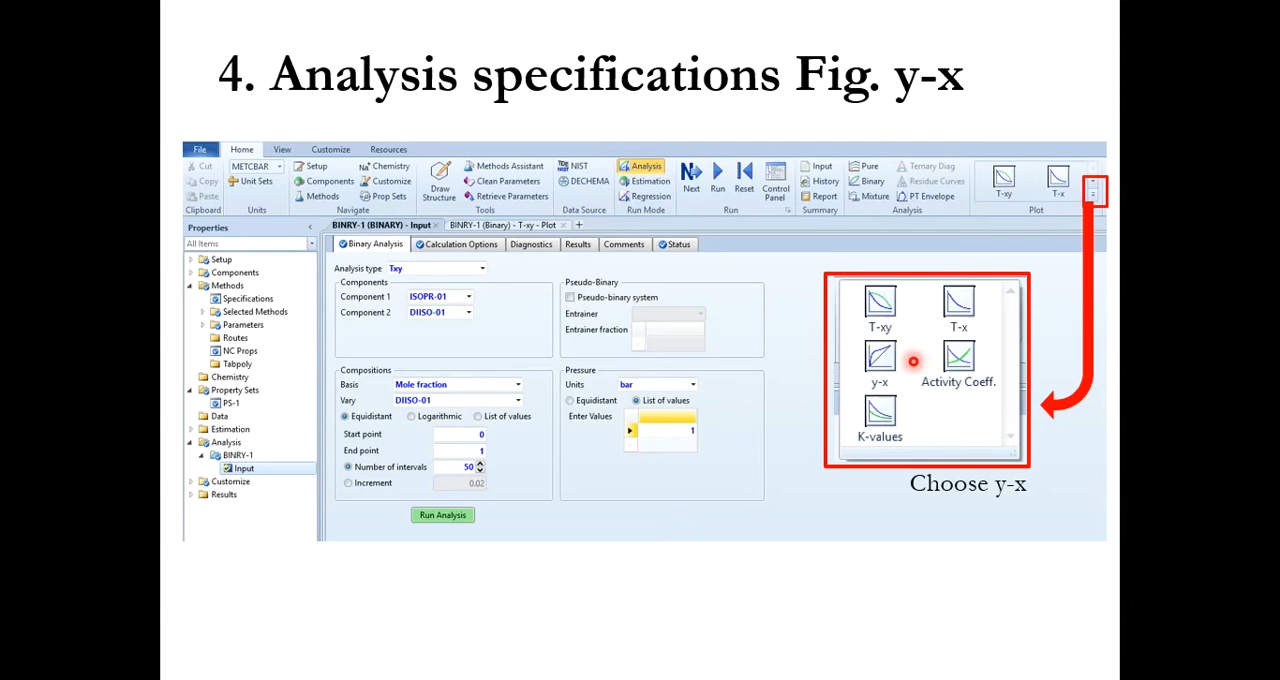 4. Analysis specifications Fig. y-x
File Home View Customize Resources
Cut METCBAR Setup Chemistry Methods Assistant NIST Analysis Input Pure Ternary Diag
Copy Unit Sets Components Customize Clean Parameters DECHEMA Estimation History Binary Residue Curves
Paste Methods Prop Sets Draw Structure Retrieve Parameters Regression Next Run Reset Control Panel Report Mixture PT Envelope T-xy T-x
Clipboard Units Navigate Tools Data Source Run Mode Run Summary Analysis Plot
Properties
All Items
Setup
Components
Methods
Specifications
Selected Methods
Parameters
Routes
NC Props
Tabpoly
Chemistry
Property Sets
PS-1
Data
Estimation
Analysis
BINRY-1
Input
Customize
Results
BINRY-1 (BINARY) - Input BINRY-1 (Binary) - T-xy - Plot +
Binary Analysis Calculation Options Diagnostics Results Comments Status
Analysis type Txy
Components
Component 1 ISOPR-01
Component 2 DIISO-01
Pseudo-Binary
Pseudo-binary system
Entrainer
Entrainer fraction
Compositions
Basis Mole fraction
Vary DIISO-01
Equidistant Logarithmic List of values
Start point 0
End point 1
Number of intervals 50
Increment 0.02
Pressure
Units bar
Equidistant List of values
Enter Values
1
Run Analysis
T-xy T-x
y-x Activity Coeff.
K-values
Choose y-x